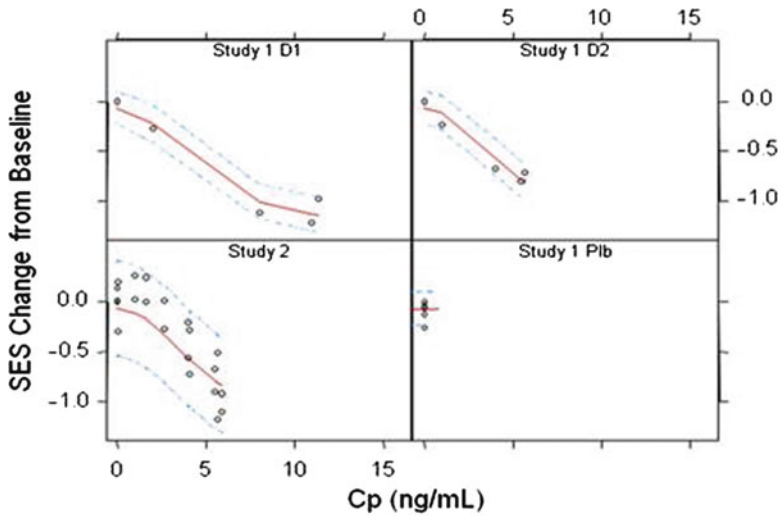 0 5 10 15
Study 1 D1 Study 1 D2
0.0
-0.5
-1.0
Study 2 Study 1 Plb
0.0
-0.5
-1.0
0 5 10 15
SES Change from Baseline
Cp (ng/mL)